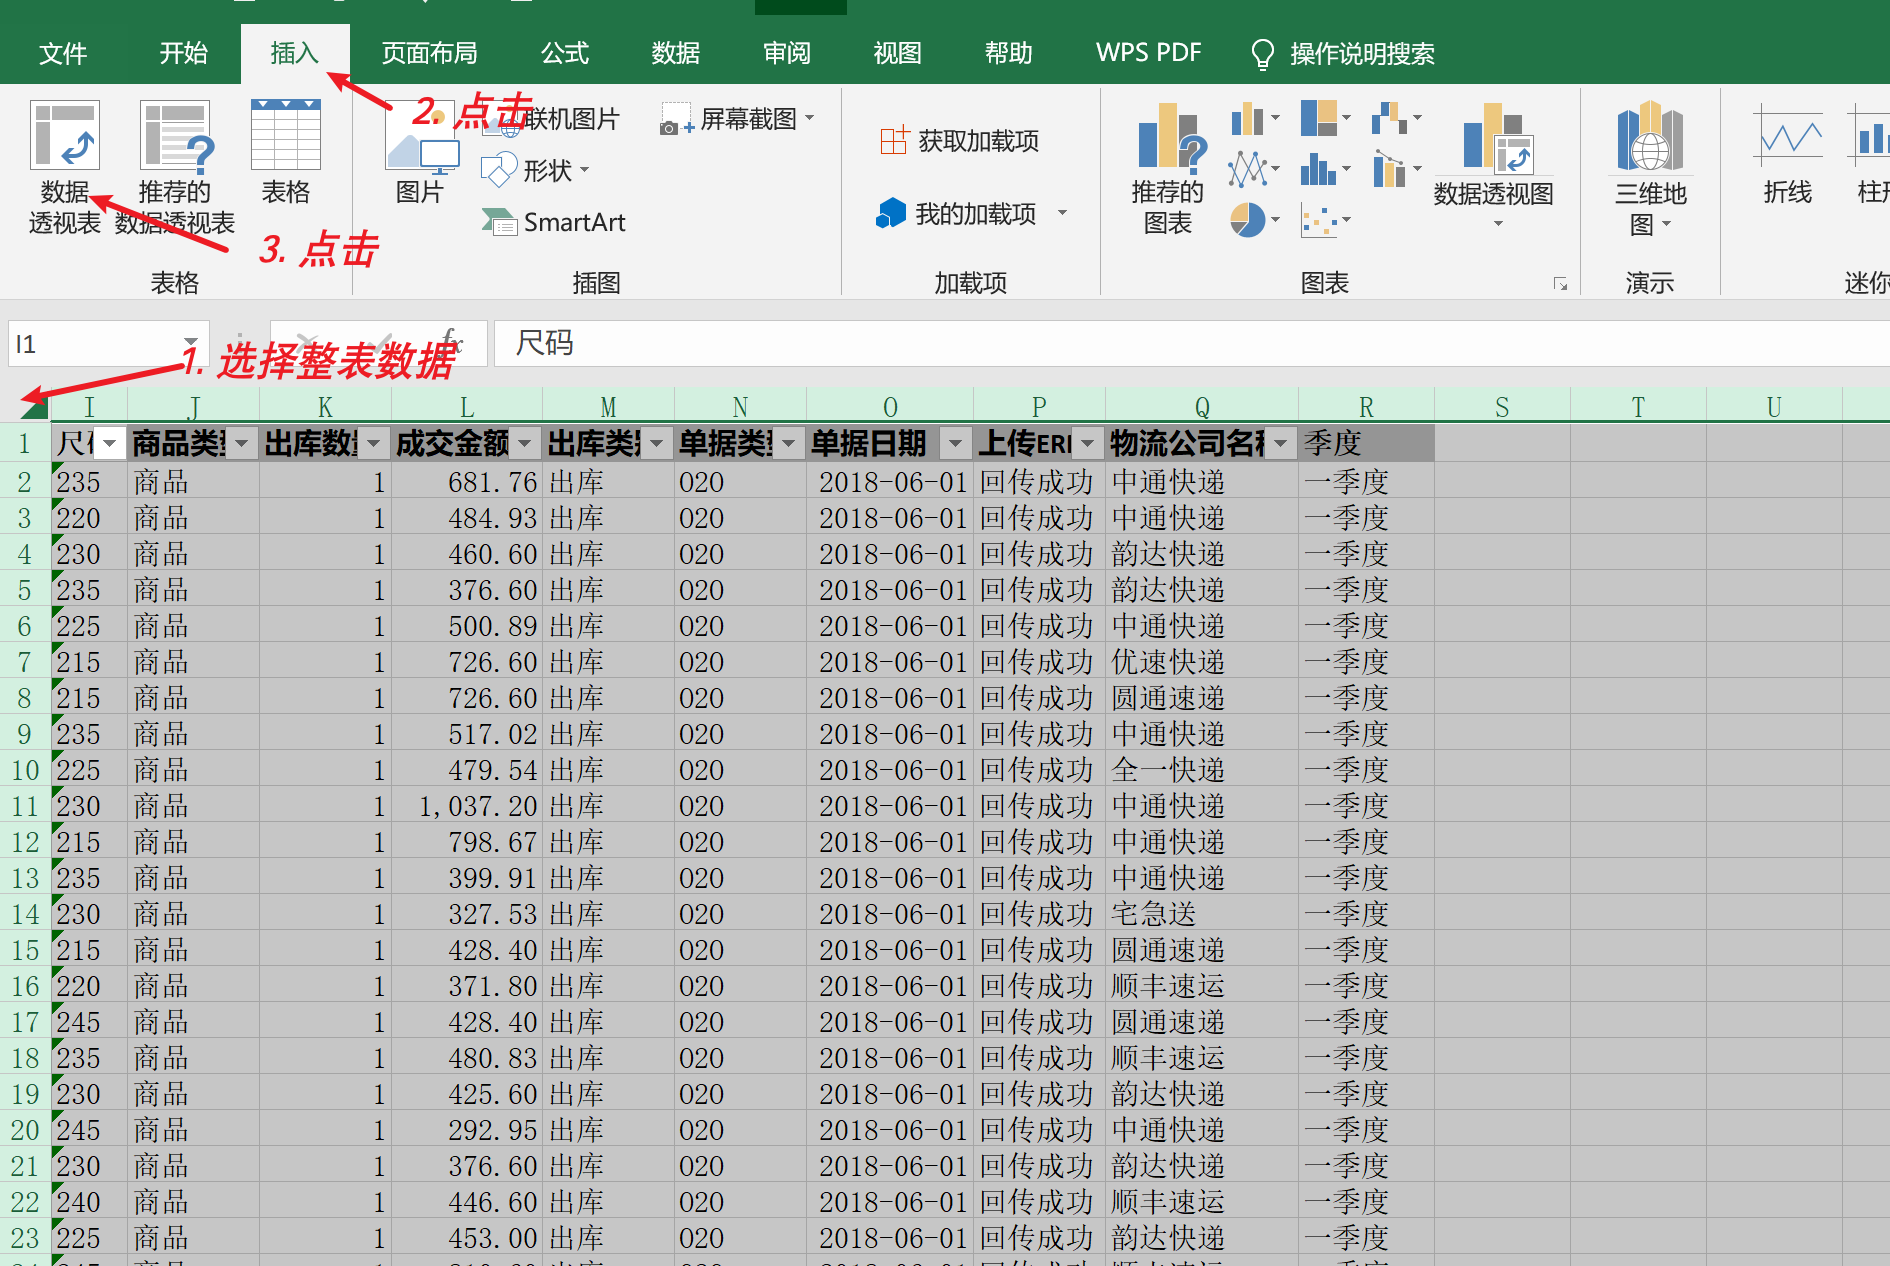 文件 开始 插入 页面布局 公式 数据 审阅 视图 帮助 WPS PDF 操作说明搜索
2. 点击
联机图片 屏幕截图
获取加载项
形状
数据 推荐的 表格 图片 推荐的 数据透视图 三维地 折线
透视表 数据透视表 SmartArt 我的加载项 图表 图
3. 点击
表格 插图 加载项 图表 演示 迷你
I1 fx 尺码
1. 选择整表数据
I J K L M N O P Q R S T U
1 尺 商品类 出库数 成交金额 出库类 单据类 单据日期 上传ER 物流公司名 季度
2 235 商品 1 681.76 出库 020 2018-06-01 回传成功 中通快递 一季度
3 220 商品 1 484.93 出库 020 2018-06-01 回传成功 中通快递 一季度
4 230 商品 1 460.60 出库 020 2018-06-01 回传成功 韵达快递 一季度
5 235 商品 1 376.60 出库 020 2018-06-01 回传成功 韵达快递 一季度
6 225 商品 1 500.89 出库 020 2018-06-01 回传成功 中通快递 一季度
7 215 商品 1 726.60 出库 020 2018-06-01 回传成功 优速快递 一季度
8 215 商品 1 726.60 出库 020 2018-06-01 回传成功 圆通速递 一季度
9 235 商品 1 517.02 出库 020 2018-06-01 回传成功 中通快递 一季度
10 225 商品 1 479.54 出库 020 2018-06-01 回传成功 全一快递 一季度
11 230 商品 1 1,037.20 出库 020 2018-06-01 回传成功 中通快递 一季度
12 215 商品 1 798.67 出库 020 2018-06-01 回传成功 中通快递 一季度
13 235 商品 1 399.91 出库 020 2018-06-01 回传成功 中通快递 一季度
14 230 商品 1 327.53 出库 020 2018-06-01 回传成功 宅急送 一季度
15 215 商品 1 428.40 出库 020 2018-06-01 回传成功 圆通速递 一季度
16 220 商品 1 371.80 出库 020 2018-06-01 回传成功 顺丰速运 一季度
17 245 商品 1 428.40 出库 020 2018-06-01 回传成功 圆通速递 一季度
18 235 商品 1 480.83 出库 020 2018-06-01 回传成功 顺丰速运 一季度
19 230 商品 1 425.60 出库 020 2018-06-01 回传成功 韵达快递 一季度
20 245 商品 1 292.95 出库 020 2018-06-01 回传成功 中通快递 一季度
21 230 商品 1 376.60 出库 020 2018-06-01 回传成功 韵达快递 一季度
22 240 商品 1 446.60 出库 020 2018-06-01 回传成功 顺丰速运 一季度
23 225 商品 1 453.00 出库 020 2018-06-01 回传成功 韵达快递 一季度